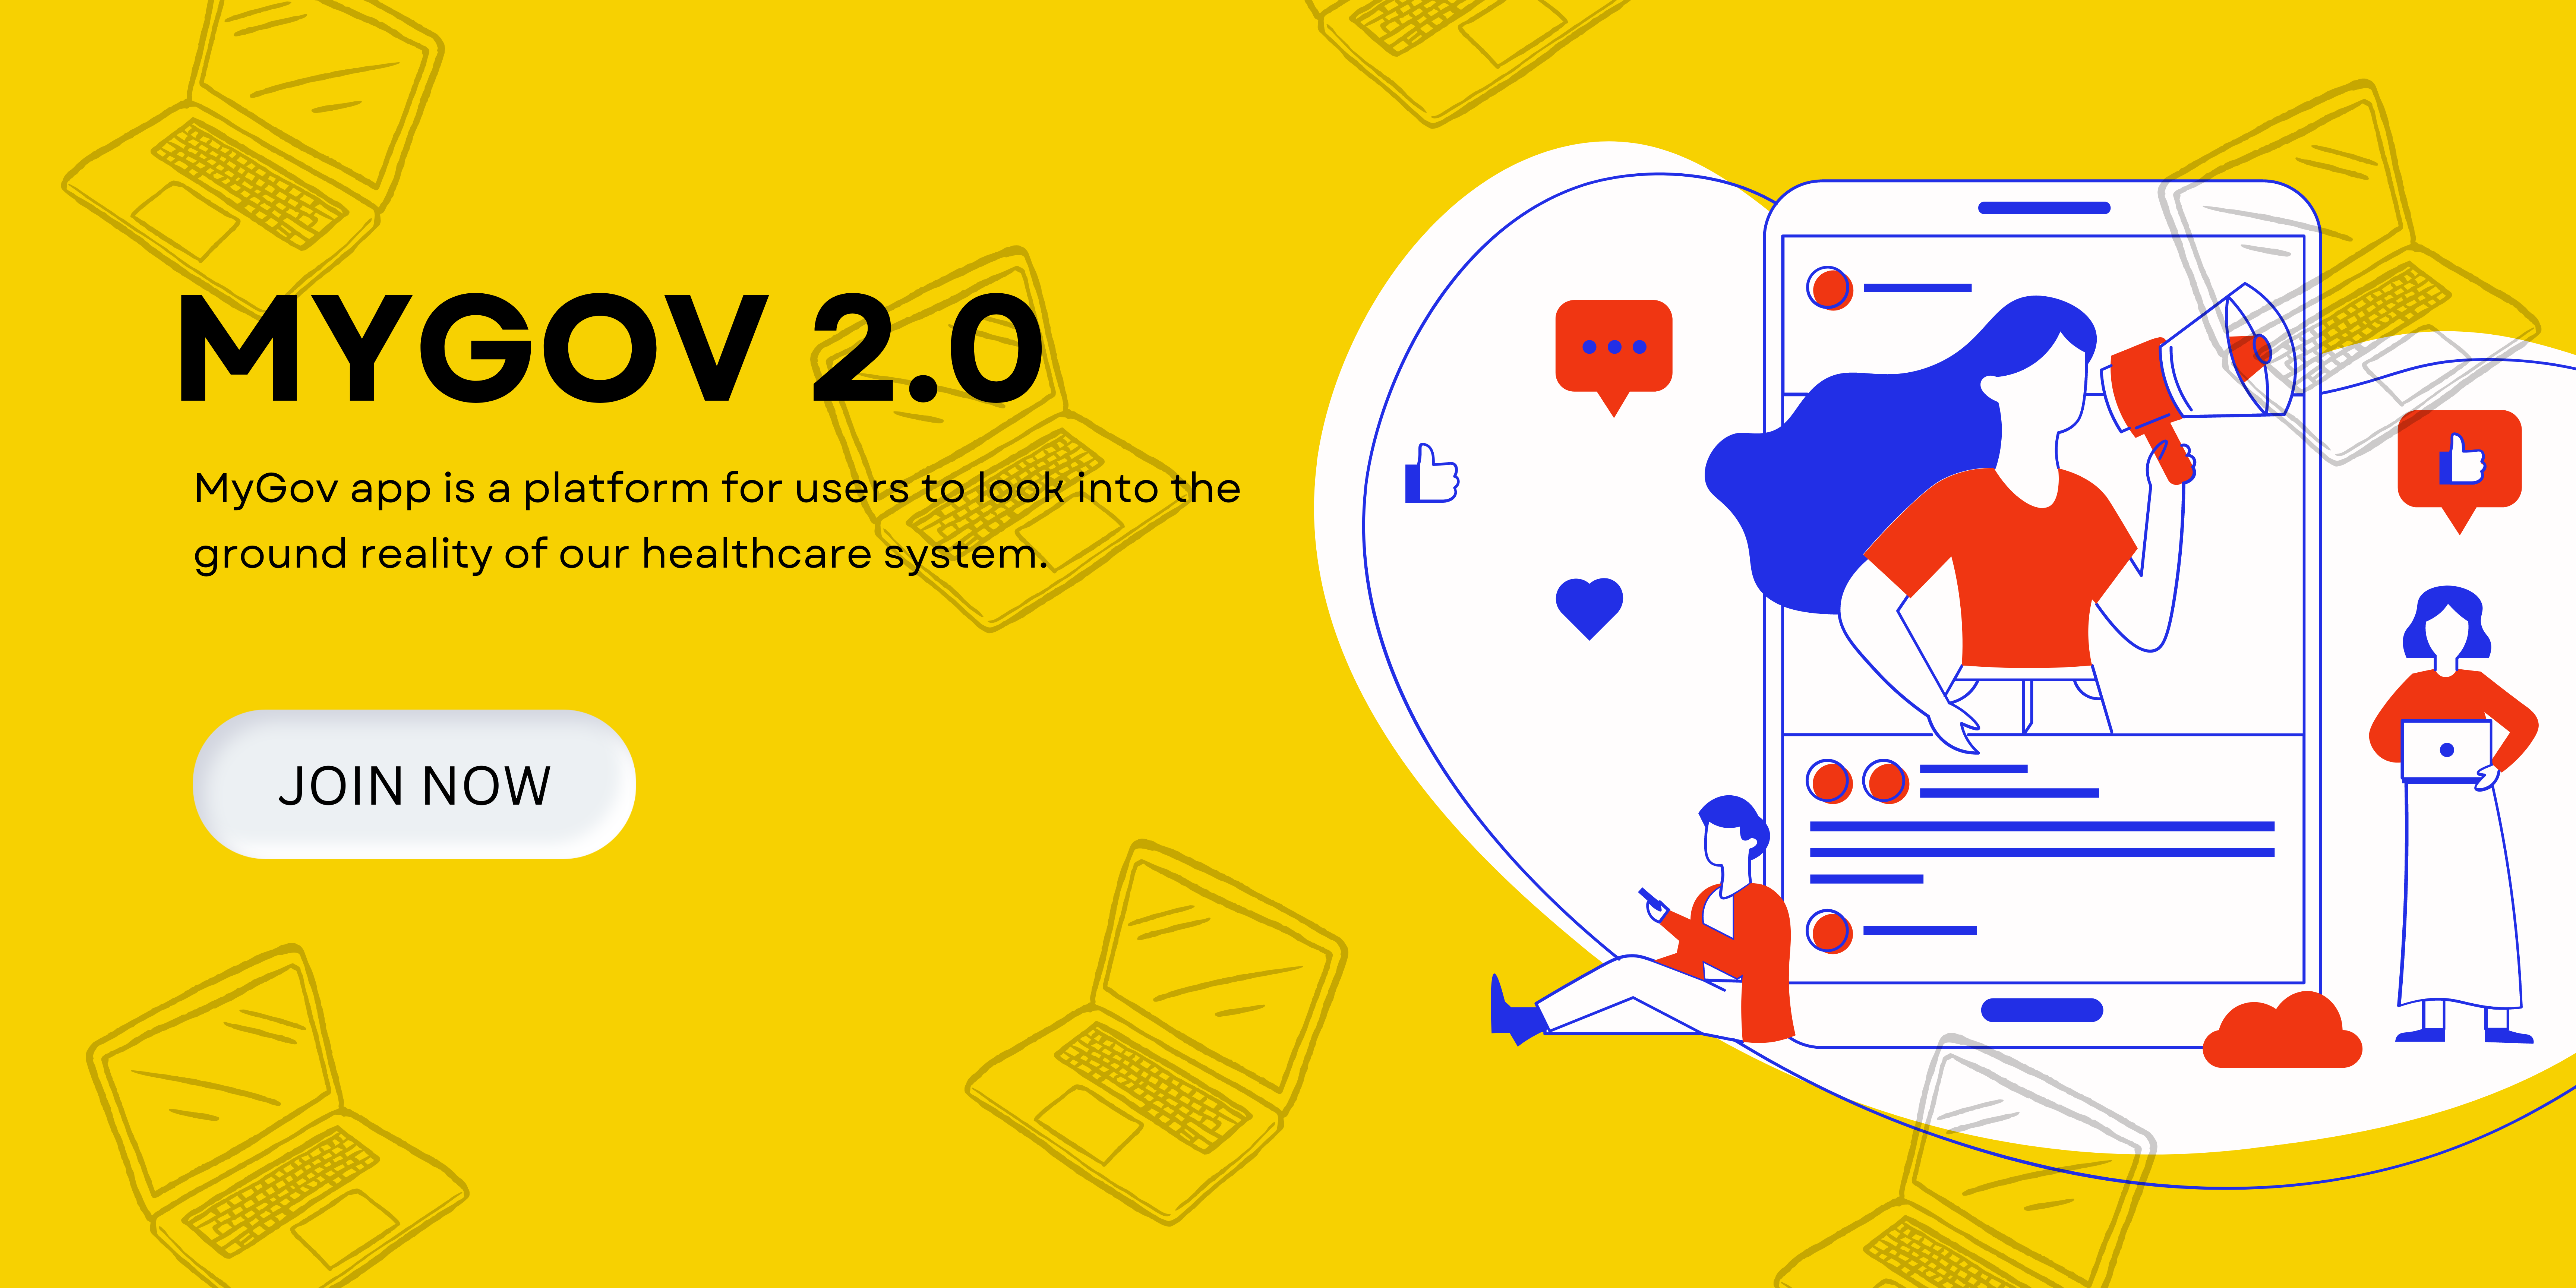 MYGOV 2.0
MyGov app is a platform for users to look into the
ground reality of our healthcare system.
JOIN NOW